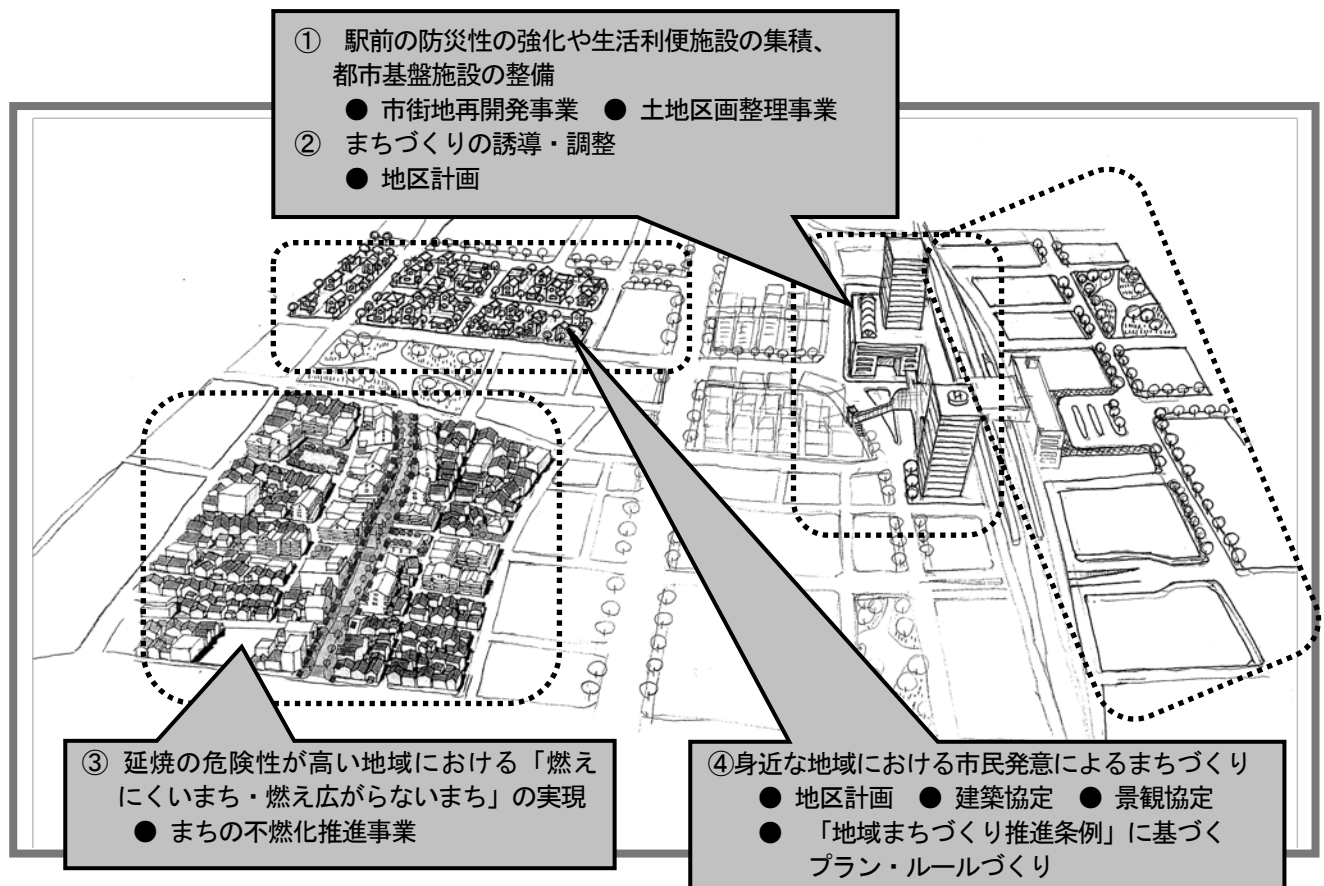 ① 駅前の防災性の強化や生活利便施設の集積、
都市基盤施設の整備
● 市街地再開発事業 ● 土地区画整理事業
② まちづくりの誘導・調整
● 地区計画
③ 延焼の危険性が高い地域における「燃え
にくいまち・燃え広がらないまち」の実現
● まちの不燃化推進事業
④身近な地域における市民発意によるまちづくり
● 地区計画 ● 建築協定 ● 景観協定
● 「地域まちづくり推進条例」に基づく
プラン・ルールづくり
H